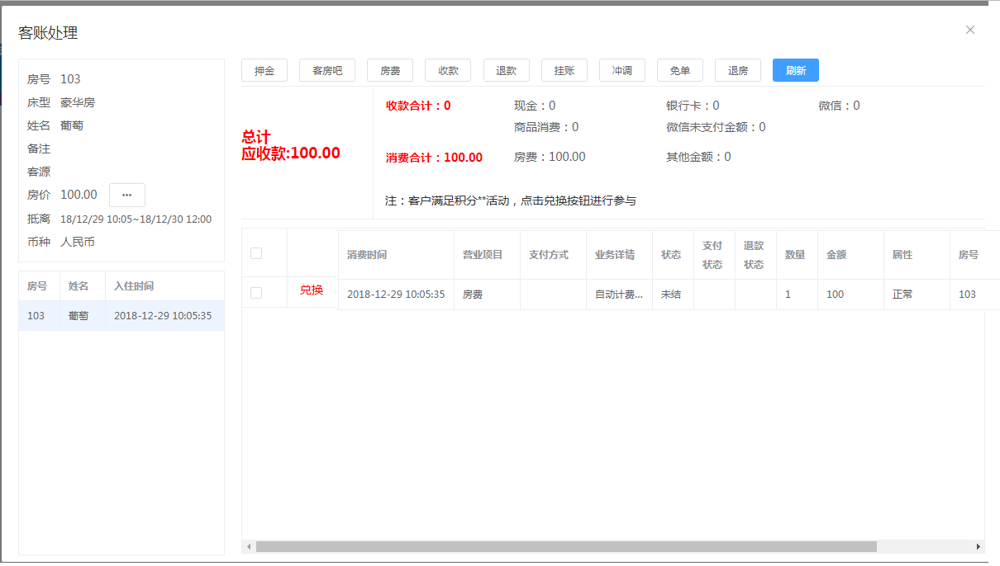 客账处理
房号 103
床型 豪华房
姓名 葡萄
备注
客源
房价 100.00 ...
抵离 18/12/29 10:05~18/12/30 12:00
币种 人民币
房号 姓名 入住时间
103 葡萄 2018-12-29 10:05:35
押金 客房吧 房费 收款 退款 挂账 冲调 免单 退房 刷新
总计
应收款:100.00
收款合计：0 现金：0 银行卡：0 微信：0
商品消费：0 微信未支付金额：0
消费合计：100.00 房费：100.00 其他金额：0
注：客户满足积分**活动，点击兑换按钮进行参与
消费时间 营业项目 支付方式 业务详情 状态 支付状态 退款状态 数量 金额 属性 房号
兑换 2018-12-29 10:05:35 房费 自动计费... 未结 1 100 正常 103